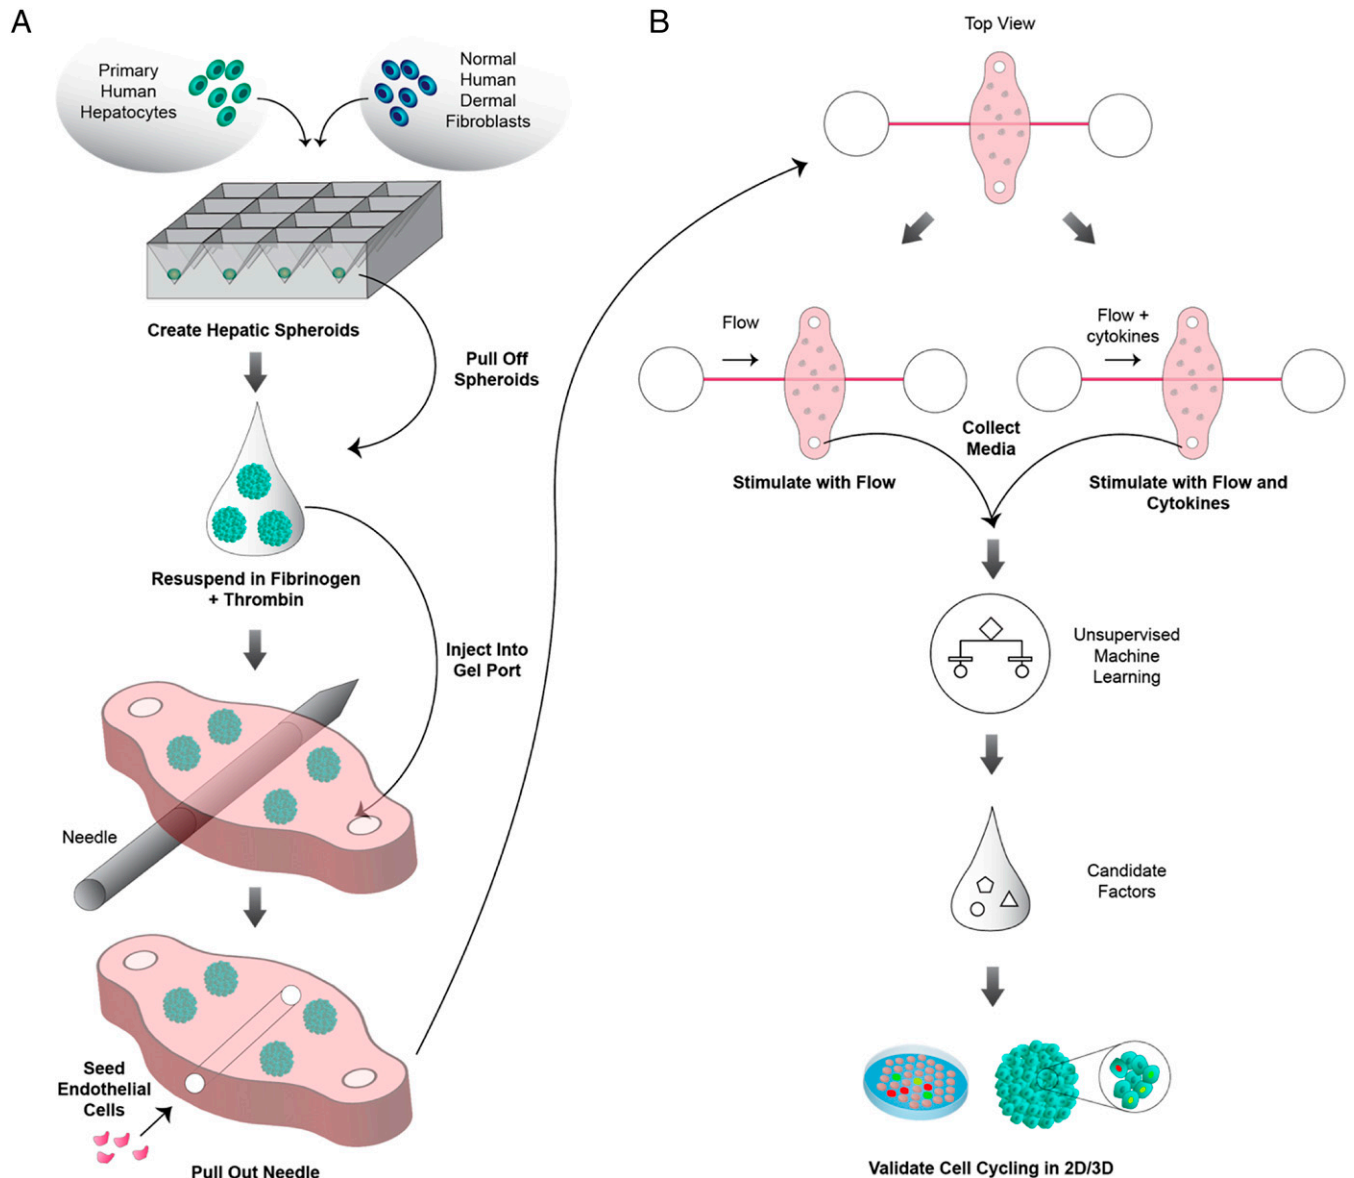 A
Primary
Human
Hepatocytes
Normal
Human
Dermal
Fibroblasts
Create Hepatic Spheroids
Pull Off
Spheroids
Resuspend in Fibrinogen
+ Thrombin
Inject Into
Gel Port
Needle
Seed
Endothelial
Cells
Pull Out Needle
B
Top View
Flow
Flow +
cytokines
Collect
Media
Stimulate with Flow
Stimulate with Flow and
Cytokines
Unsupervised
Machine
Learning
Candidate
Factors
Validate Cell Cycling in 2D/3D